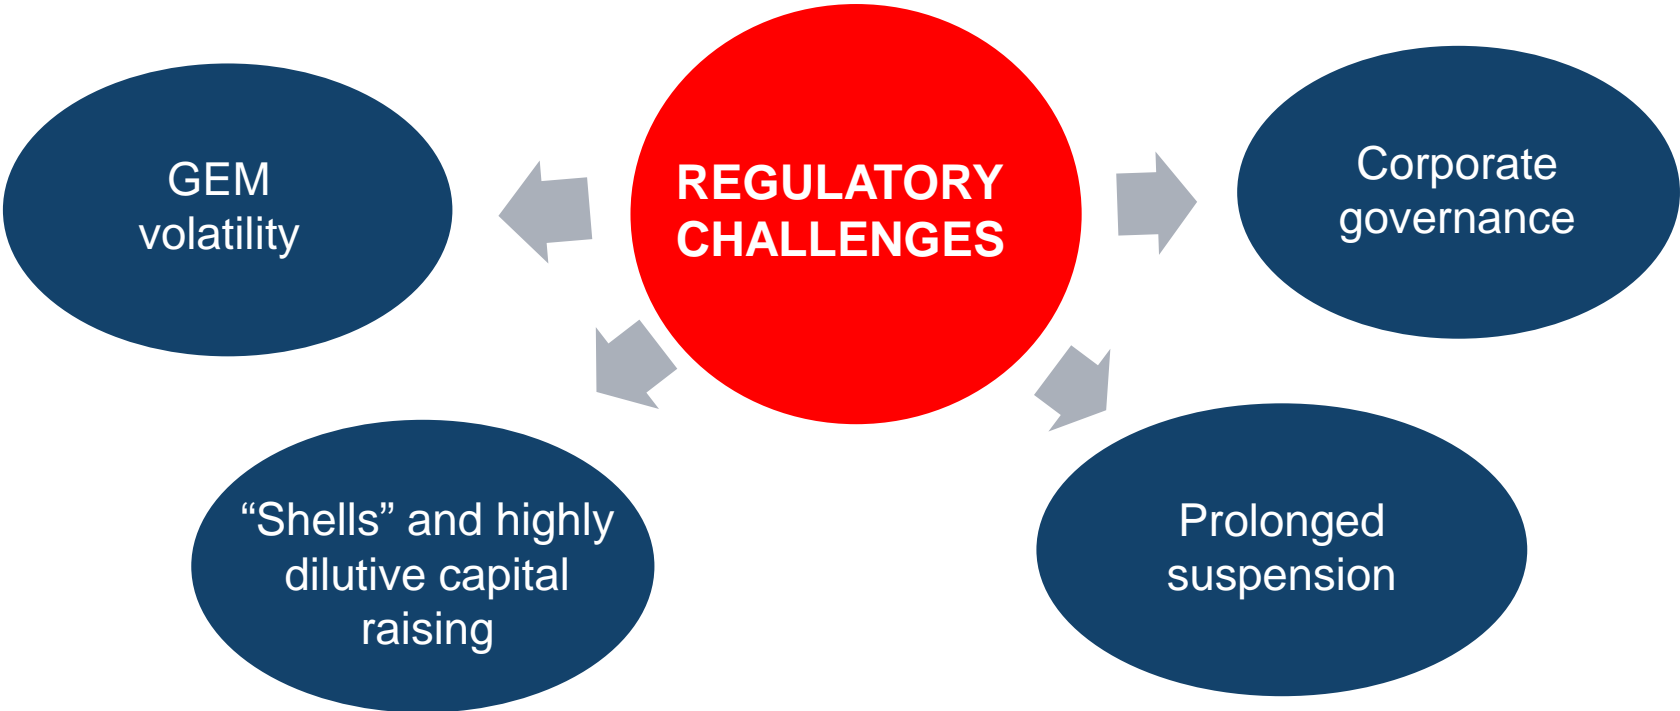 REGULATORY
CHALLENGES
GEM
volatility
Corporate
governance
“Shells” and highly
dilutive capital
raising
Prolonged
suspension